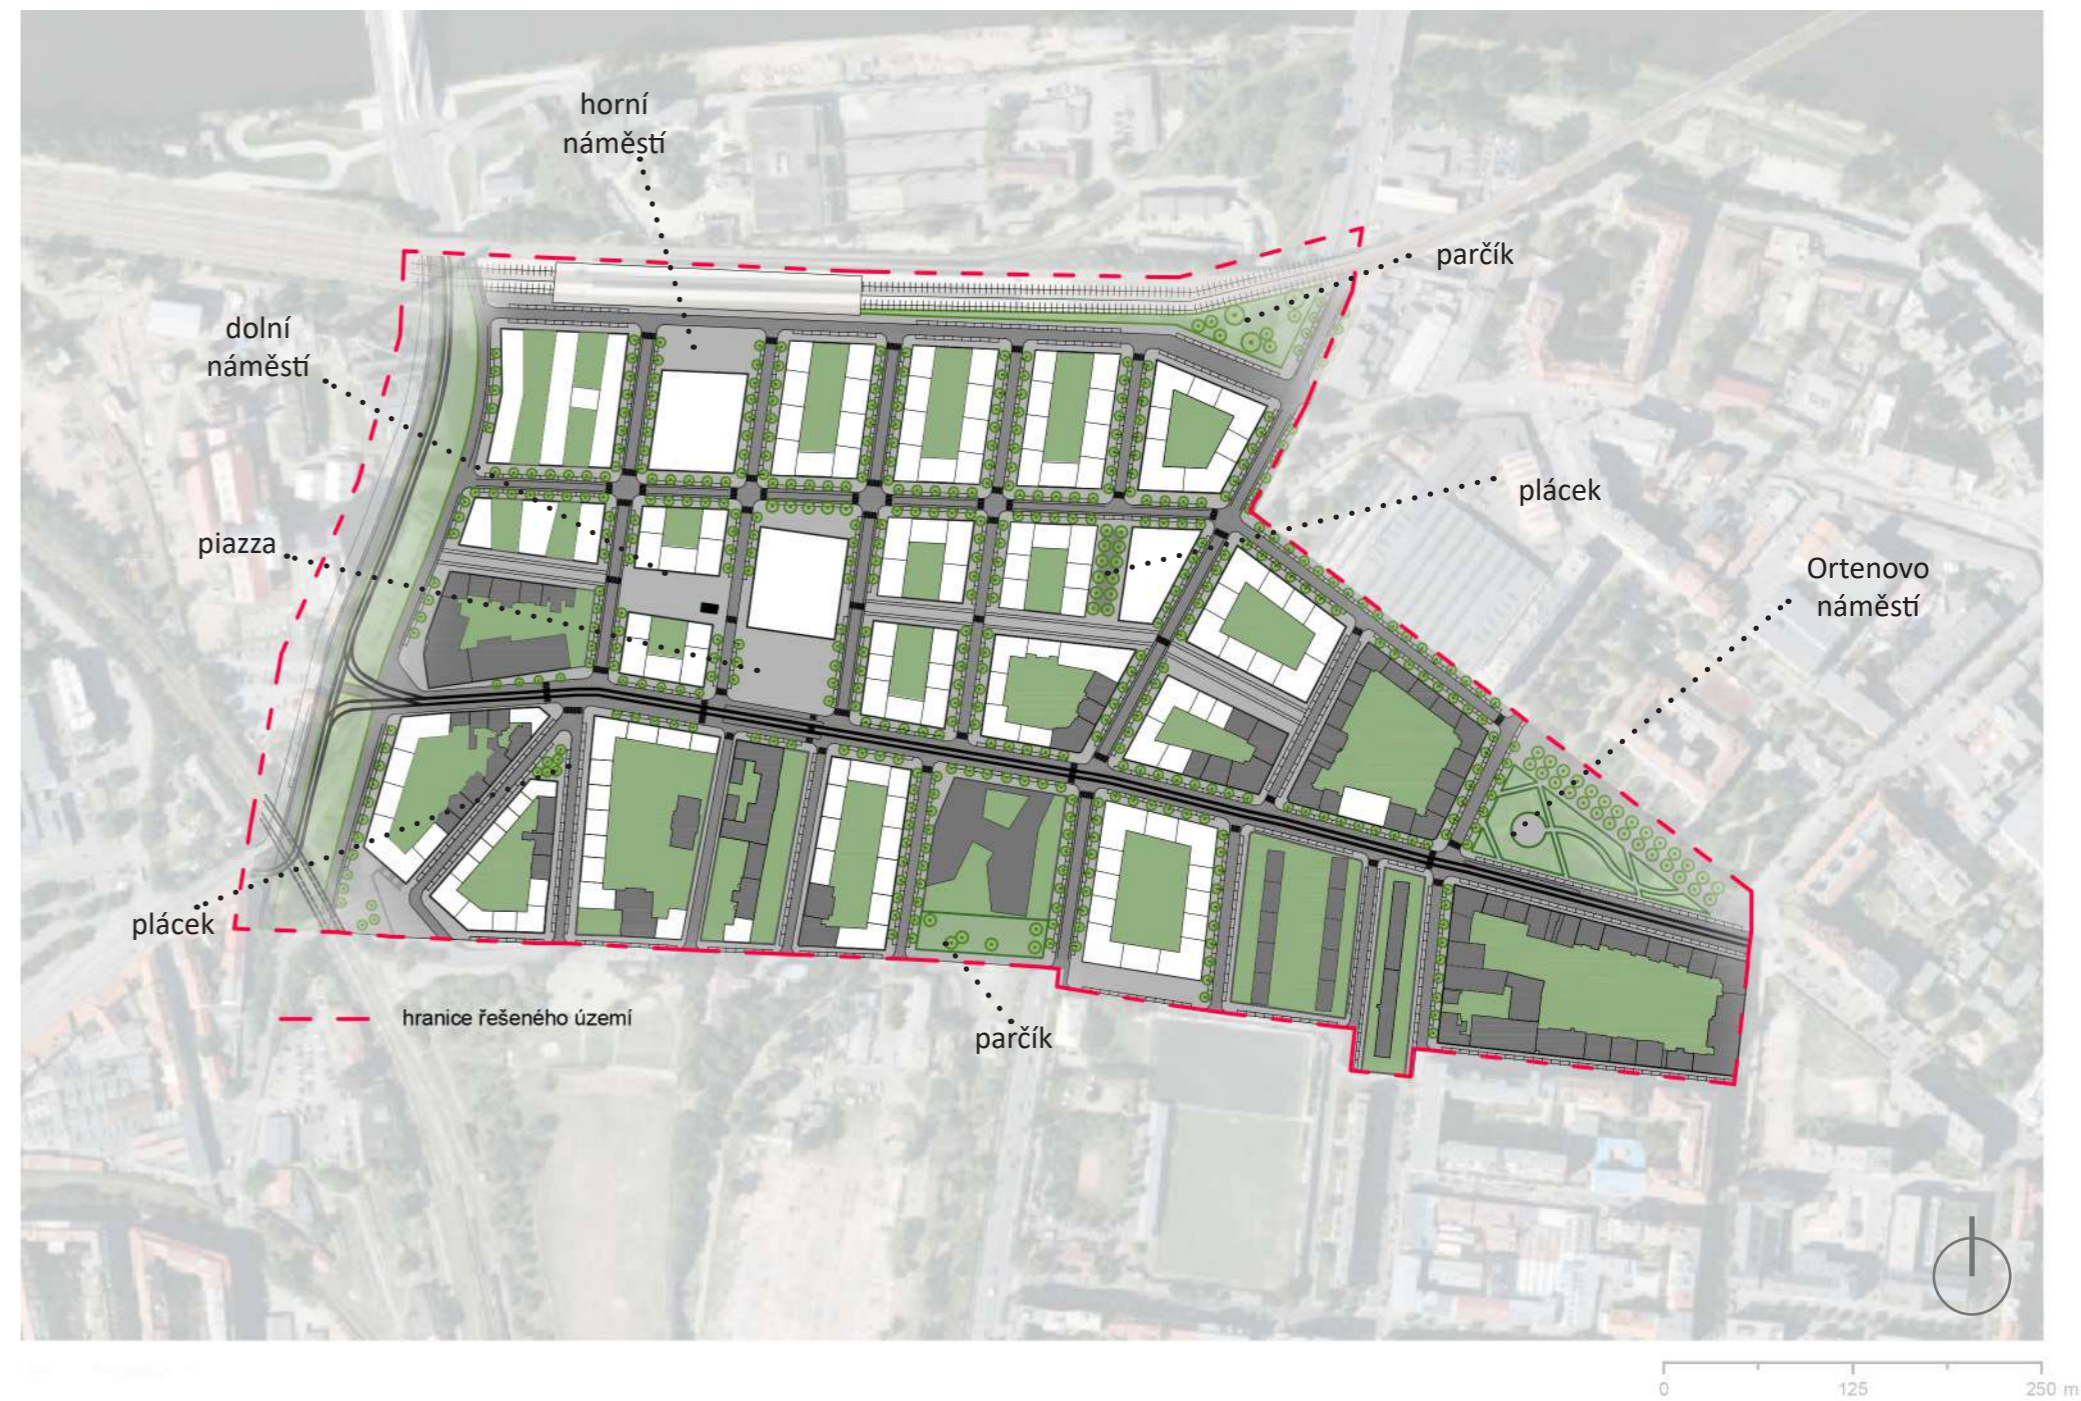 horní
náměstí
parčík
dolní
náměstí
plácek
piazza
Ortenovo
náměstí
plácek
hranice řešeného území
parčík
0 125 250 m